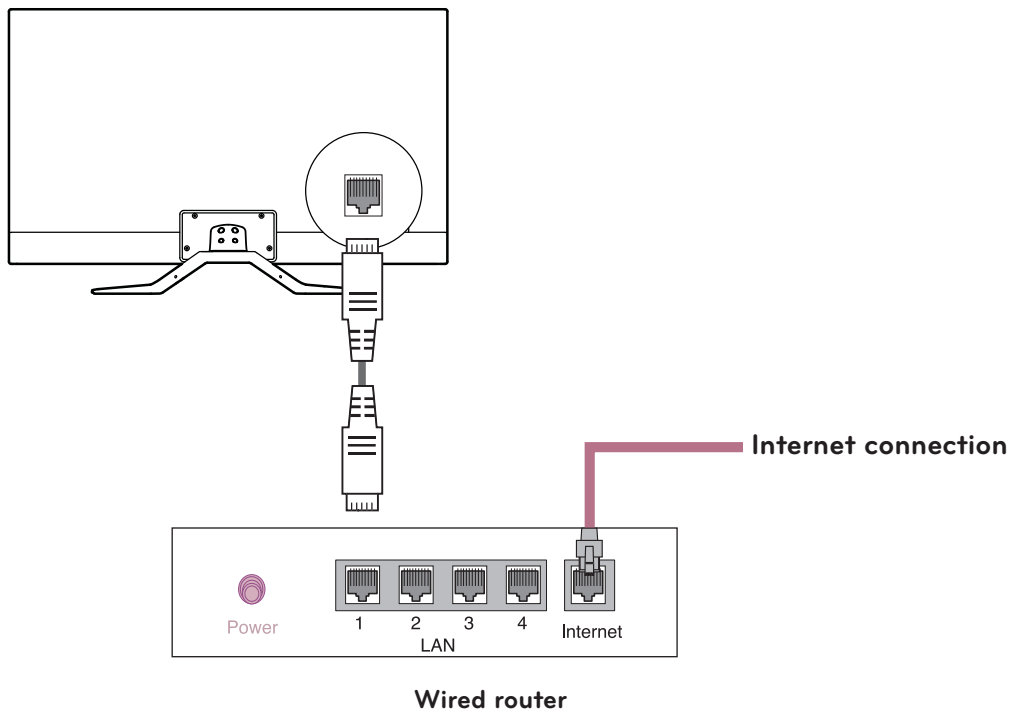 Internet connection
Power
1 2 3 4
LAN
Internet
Wired router